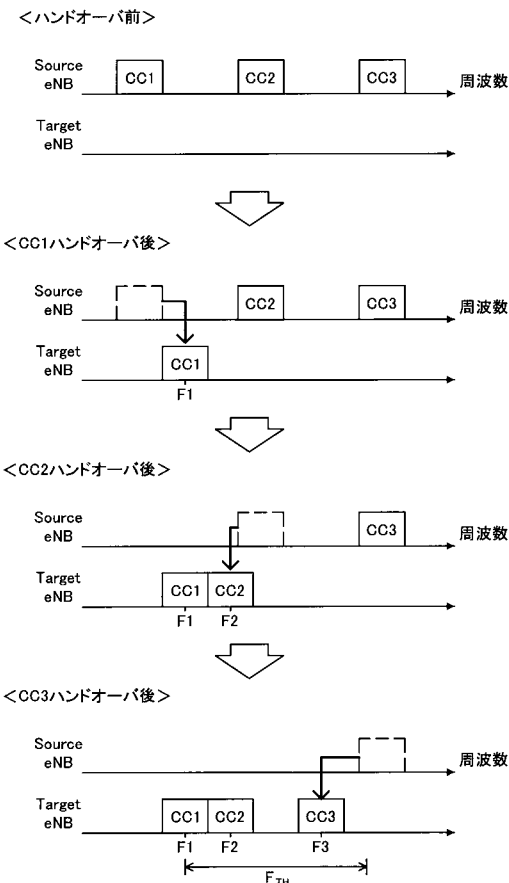 <ハンドオーバ前>
Source eNB
CC1 CC2 CC3
周波数
Target eNB
<CC1ハンドオーバ後>
Source eNB
CC2 CC3
周波数
Target eNB
CC1
F1
<CC2ハンドオーバ後>
Source eNB
CC3
周波数
Target eNB
CC1 CC2
F1 F2
<CC3ハンドオーバ後>
Source eNB
周波数
Target eNB
CC1 CC2 CC3
F1 F2 F3
F_TH